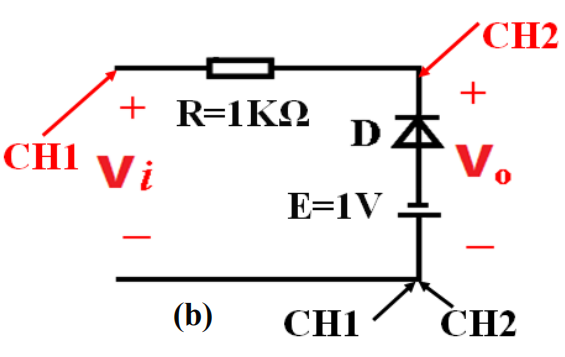 CH2
+ R=1KΩ +
CH1 Vi D Vo
E=1V
− −
(b) CH1 CH2